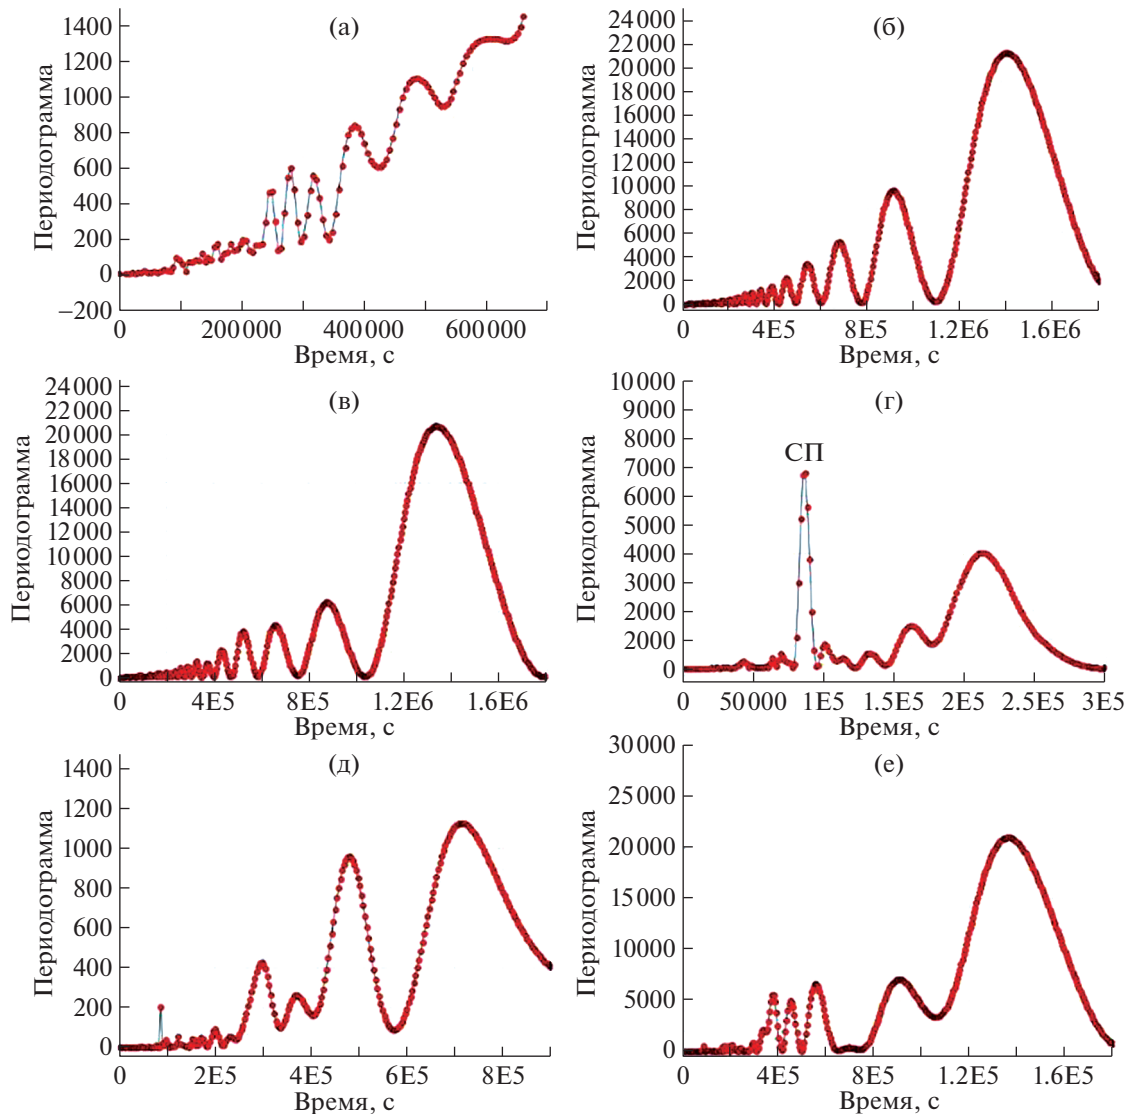 (а)
Периодограмма
1400
1200
1000
800
600
400
200
0
–200
0
200000
400000
600000
Время, с
(б)
Периодограмма
24000
22000
20000
18000
16000
14000
12000
10000
8000
6000
4000
2000
0
0
4E5
8E5
1.2E6
1.6E6
Время, с
(в)
Периодограмма
24000
22000
20000
18000
16000
14000
12000
10000
8000
6000
4000
2000
0
0
4E5
8E5
1.2E6
1.6E6
Время, с
(г)
СП
Периодограмма
10000
9000
8000
7000
6000
5000
4000
3000
2000
1000
0
0
50000
1E5
1.5E5
2E5
2.5E5
3E5
Время, с
(д)
Периодограмма
1400
1200
1000
800
600
400
200
0
0
2E5
4E5
6E5
8E5
Время, с
(е)
Периодограмма
30000
25000
20000
15000
10000
5000
0
0
4E5
8E5
1.2E5
1.6E5
Время, с